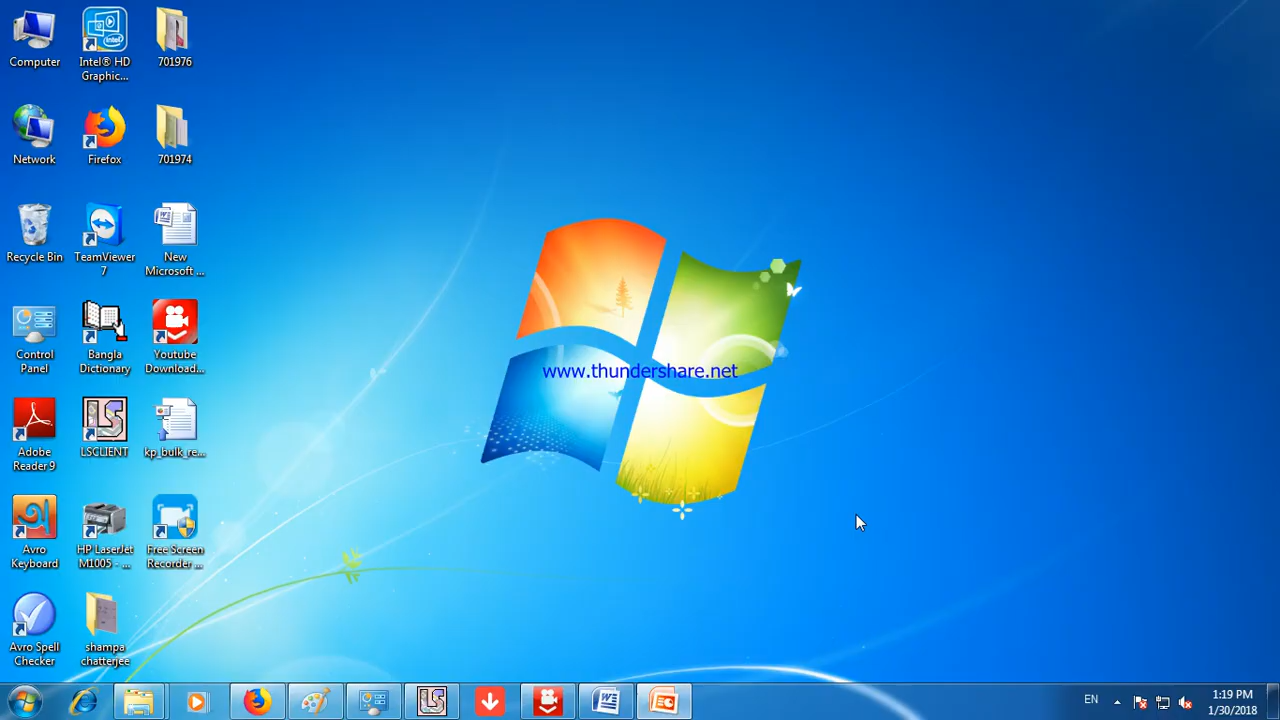 Computer
Intel® HD
Graphic...
701976
Network
Firefox
701974
Recycle Bin
TeamViewer
7
New
Microsoft ...
Control
Panel
Bangla
Dictionary
Youtube
Download...
www.thundershare.net
Adobe
Reader 9
LSCLIENT
kp_bulk_re...
Avro
Keyboard
HP LaserJet
M1005 - ...
Free Screen
Recorder ...
Avro Spell
Checker
shampa
chatterjee
EN
1:19 PM
1/30/2018